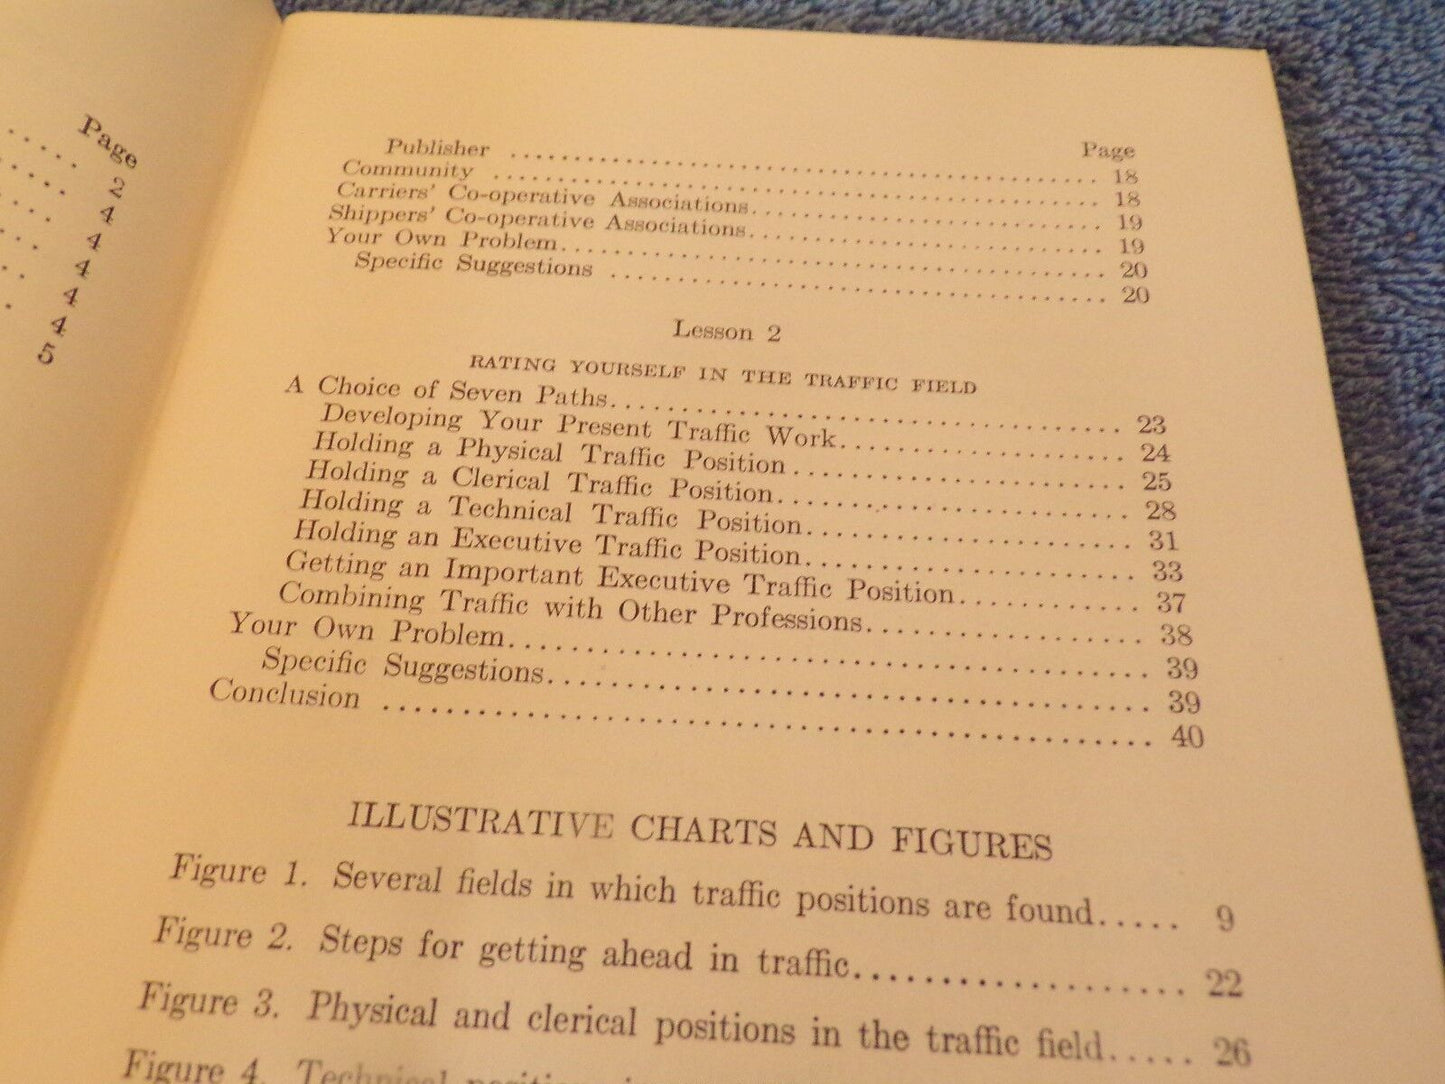 Page
2
4
4
4
4
4
5
Page
Publisher .......... 18
Community .......... 18
Carriers' Co-operative Associations .......... 19
Shippers' Co-operative Associations .......... 19
Your Own Problem .......... 20
Specific Suggestions .......... 20
Lesson 2
RATING YOURSELF IN THE TRAFFIC FIELD
A Choice of Seven Paths .......... 23
Developing Your Present Traffic Work .......... 24
Holding a Physical Traffic Position .......... 25
Holding a Clerical Traffic Position .......... 28
Holding a Technical Traffic Position .......... 31
Holding an Executive Traffic Position .......... 33
Getting an Important Executive Traffic Position .......... 37
Combining Traffic with Other Professions .......... 38
Your Own Problem .......... 39
Specific Suggestions .......... 39
Conclusion .......... 40
ILLUSTRATIVE CHARTS AND FIGURES
Figure 1. Several fields in which traffic positions are found ..... 9
Figure 2. Steps for getting ahead in traffic .......... 22
Figure 3. Physical and clerical positions in the traffic field ..... 26
Figure 4. Technical positions